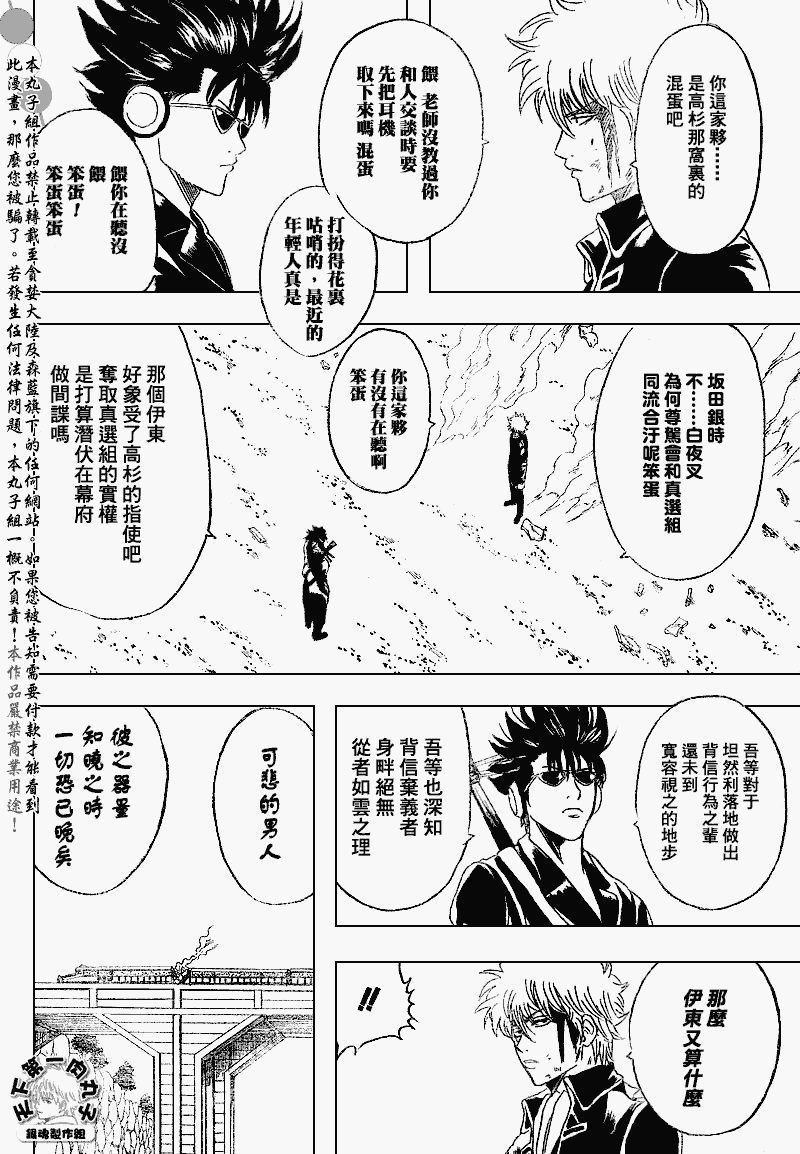 你這家夥……
是高杉那窩裏的
混蛋吧
餵 老師沒教過你
和人交談時要
先把耳機
取下來嗎 混蛋
餵你在聽沒
餵
笨蛋！
笨蛋笨蛋
打扮得花裏
咕哨的，最近的
年輕人真是
坂田銀時
不……白夜叉
為何尊駕會和真選組
同流合汙呢笨蛋
你這家夥
有沒有在聽啊
笨蛋
那個伊東
好象受了高杉的指使吧
奪取真選組的實權
是打算潛伏在幕府
做間諜嗎
吾等對于
坦然利落地做出
背信行為之輩
還未到
寬容視之的地步
吾等也深知
背信棄義者
身畔絕無
從者如雲之理
那麼
伊東又算什麼
!!
可悲的男人
彼之器量
知曉之時
一切恐已晚矣
本丸子組作品禁止轉載至貪婪大陸及森藍旗下的任何網站。如果您被告知需要付款才能看到
此漫畫，那麼您被騙了。若發生任何法律問題，本丸子組一概不負責！本作品嚴禁商業用途！
天下第一肉丸子
銀魂製作組